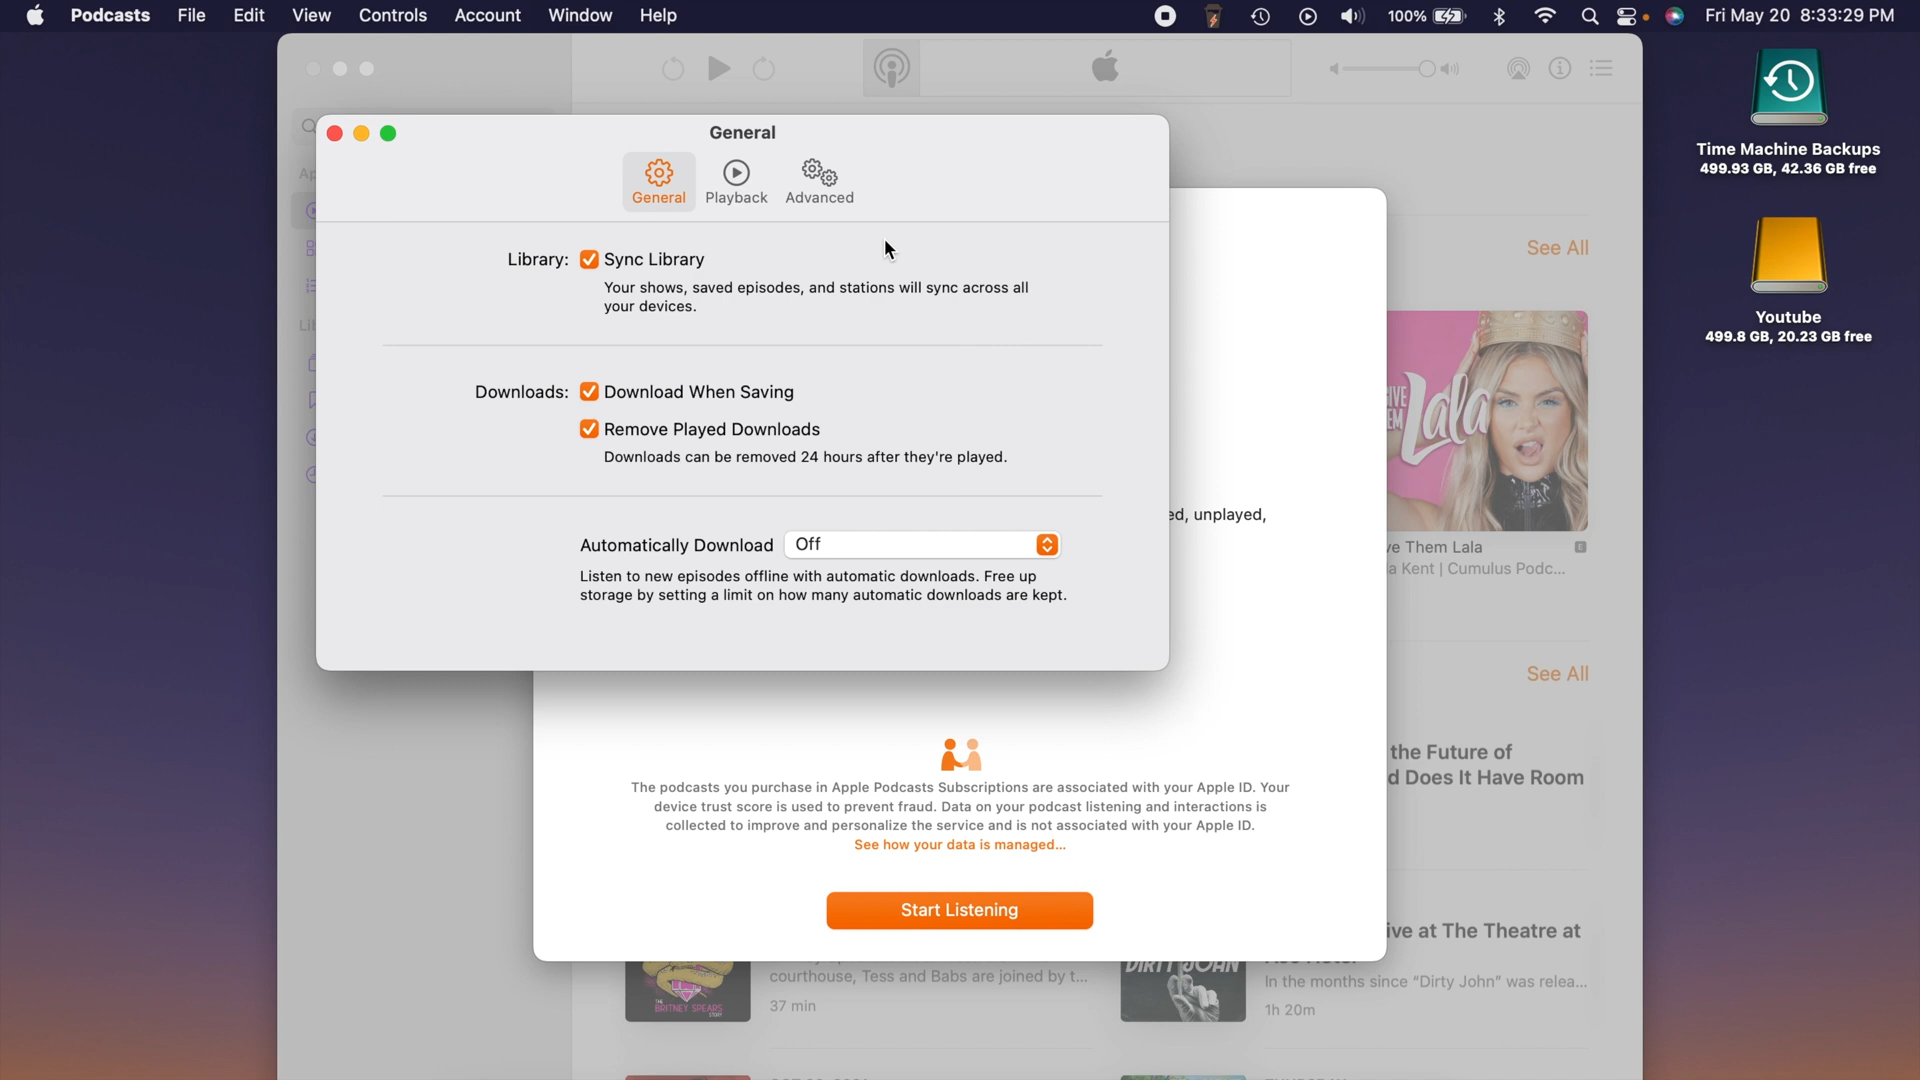 Podcasts File Edit View Controls Account Window Help
100%
Fri May 20 8:33:29 PM
General
General Playback Advanced
Library: Sync Library
Your shows, saved episodes, and stations will sync across all
your devices.
Downloads: Download When Saving
Remove Played Downloads
Downloads can be removed 24 hours after they're played.
Automatically Download Off
Listen to new episodes offline with automatic downloads. Free up
storage by setting a limit on how many automatic downloads are kept.
ed, unplayed,
The podcasts you purchase in Apple Podcasts Subscriptions are associated with your Apple ID. Your
device trust score is used to prevent fraud. Data on your podcast listening and interactions is
collected to improve and personalize the service and is not associated with your Apple ID.
See how your data is managed...
Start Listening
See All
Lala
ve Them Lala E
a Kent | Cumulus Podc...
See All
the Future of
d Does It Have Room
ive at The Theatre at
courthouse, Tess and Babs are joined by t...
37 min
BRITNEY SPEARS
DIRTY JOHN
In the months since "Dirty John" was relea...
1h 20m
Time Machine Backups
499.93 GB, 42.36 GB free
Youtube
499.8 GB, 20.23 GB free